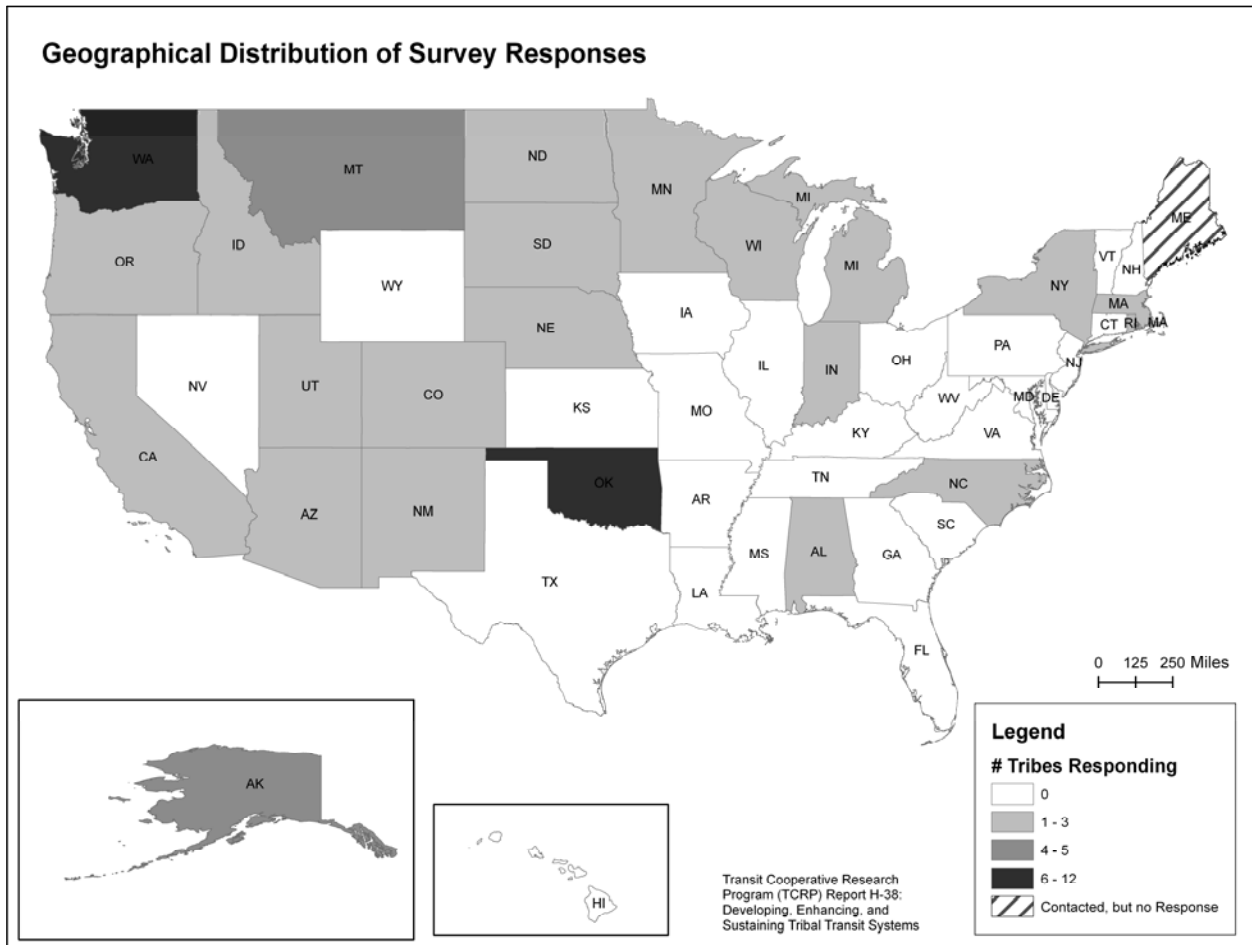 Geographical Distribution of Survey Responses
WA
MT
ND
MN
MI
ME
OR
ID
SD
WI
MI
VT
NH
NY
WY
MA
IA
NE
CT
RI
MA
PA
NV
UT
CO
IL
IN
OH
NJ
KS
MO
WV
MD
DE
CA
KY
VA
OK
TN
NC
AZ
NM
AR
SC
MS
AL
GA
TX
LA
FL
0 125 250 Miles
AK
HI
Transit Cooperative Research
Program (TCRP) Report H-38:
Developing, Enhancing, and
Sustaining Tribal Transit Systems
Legend
# Tribes Responding
0
1 - 3
4 - 5
6 - 12
Contacted, but no Response